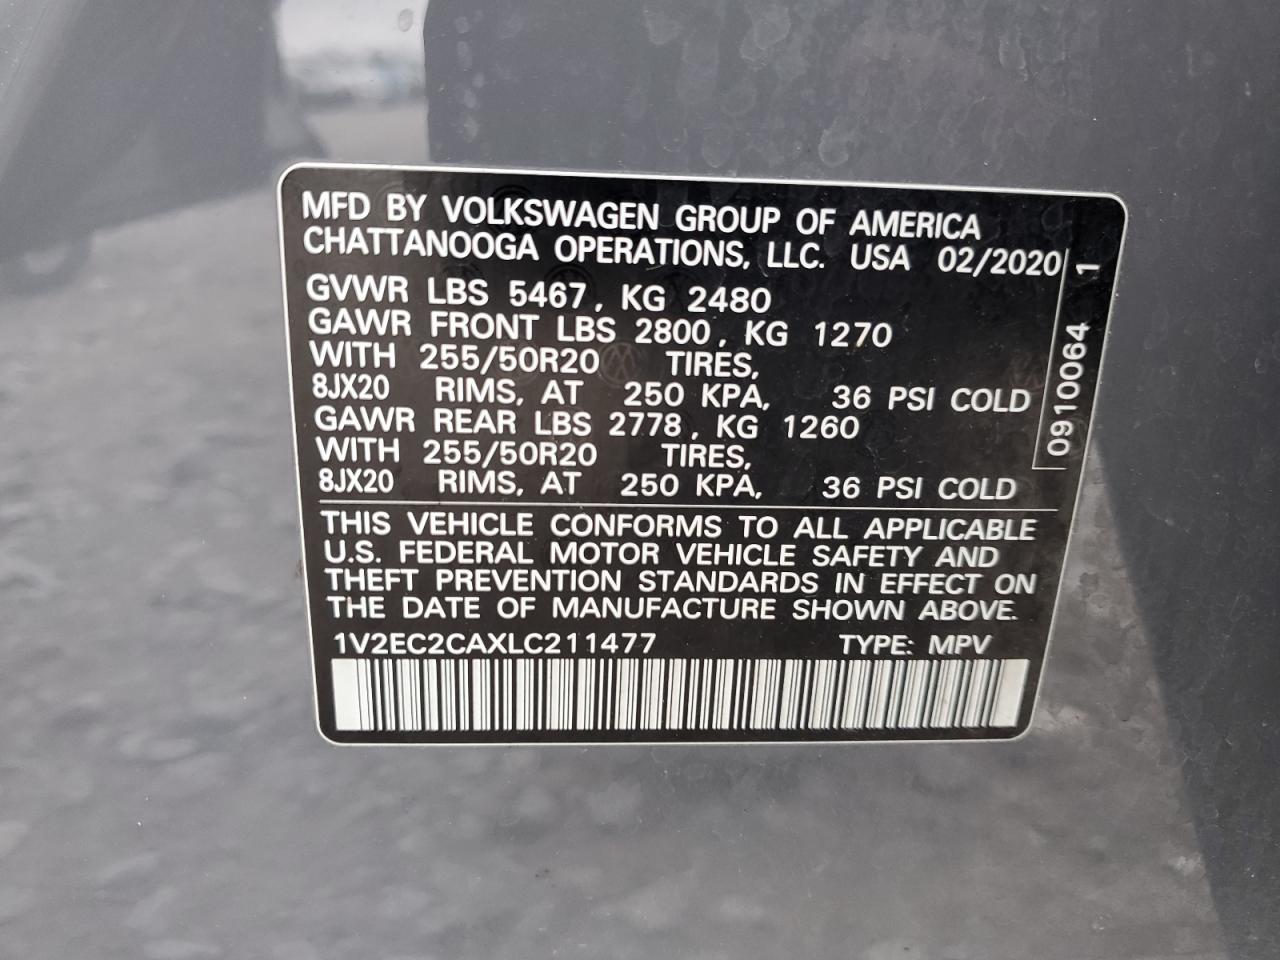 MFD BY VOLKSWAGEN GROUP OF AMERICA
CHATTANOOGA OPERATIONS, LLC. USA 02/2020
GVWR LBS 5467, KG 2480
GAWR FRONT LBS 2800, KG 1270
WITH 255/50R20 TIRES,
8JX20 RIMS, AT 250 KPA, 36 PSI COLD
GAWR REAR LBS 2778, KG 1260
WITH 255/50R20 TIRES,
8JX20 RIMS, AT 250 KPA, 36 PSI COLD
0910064 1
THIS VEHICLE CONFORMS TO ALL APPLICABLE
U.S. FEDERAL MOTOR VEHICLE SAFETY AND
THEFT PREVENTION STANDARDS IN EFFECT ON
THE DATE OF MANUFACTURE SHOWN ABOVE.
1V2EC2CAXLC211477 TYPE: MPV